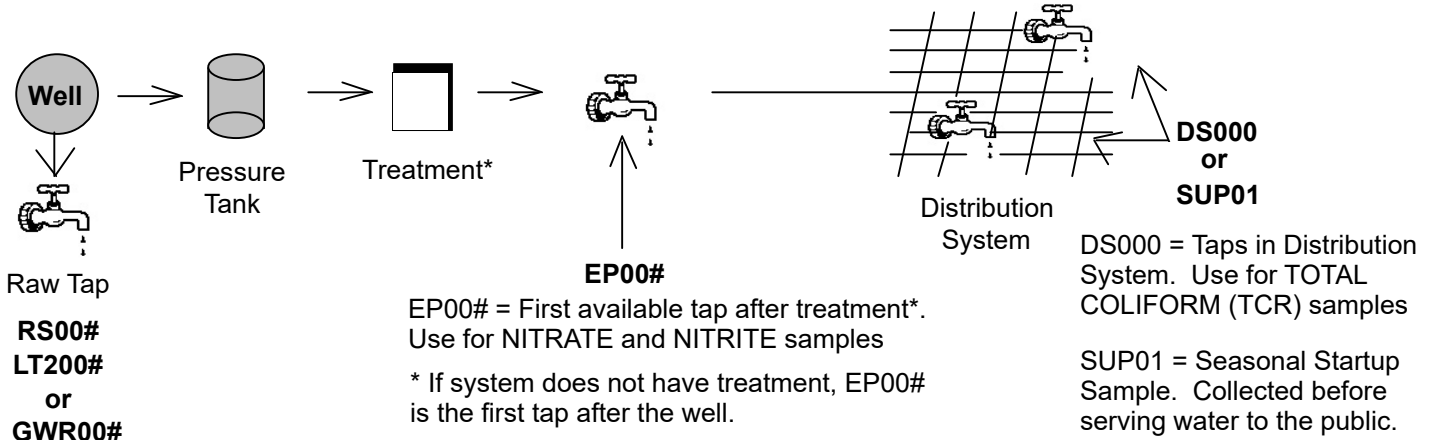 Well
Raw Tap
RS00#
LT200#
or
GWR00#
Pressure
Tank
Treatment*
EP00#
EP00# = First available tap after treatment*.
Use for NITRATE and NITRITE samples
* If system does not have treatment, EP00#
is the first tap after the well.
Distribution
System
DS000
or
SUP01
DS000 = Taps in Distribution
System. Use for TOTAL
COLIFORM (TCR) samples
SUP01 = Seasonal Startup
Sample. Collected before
serving water to the public.